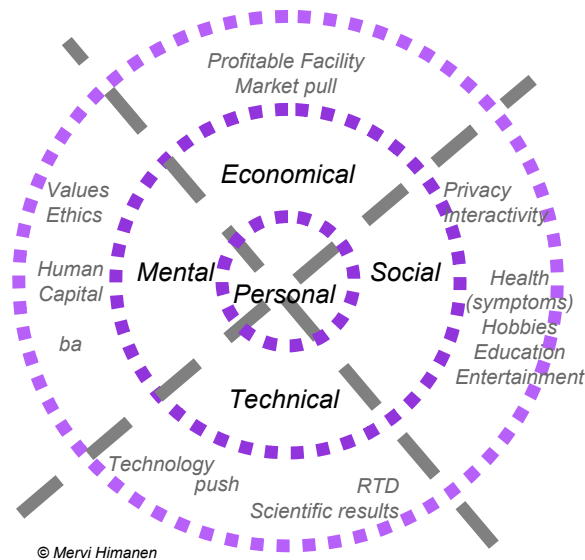 Profitable Facility
Market pull
Economical
Values
Ethics
Privacy
Interactivity
Human
Capital
Mental
Social
Personal
Health
(symptoms)
Hobbies
Education
Entertainment
ba
Technical
Technology
push
RTD
Scientific results
© Mervi Himanen